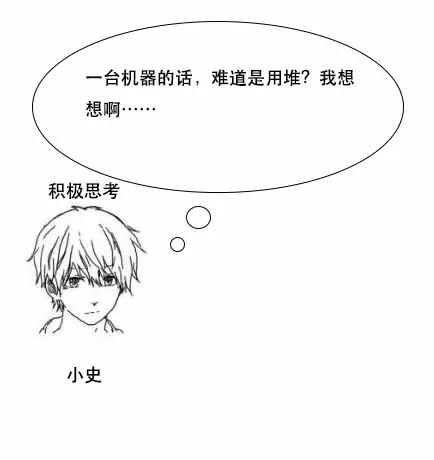 一台机器的话，难道是用堆？我想
想啊……
积极思考
小史